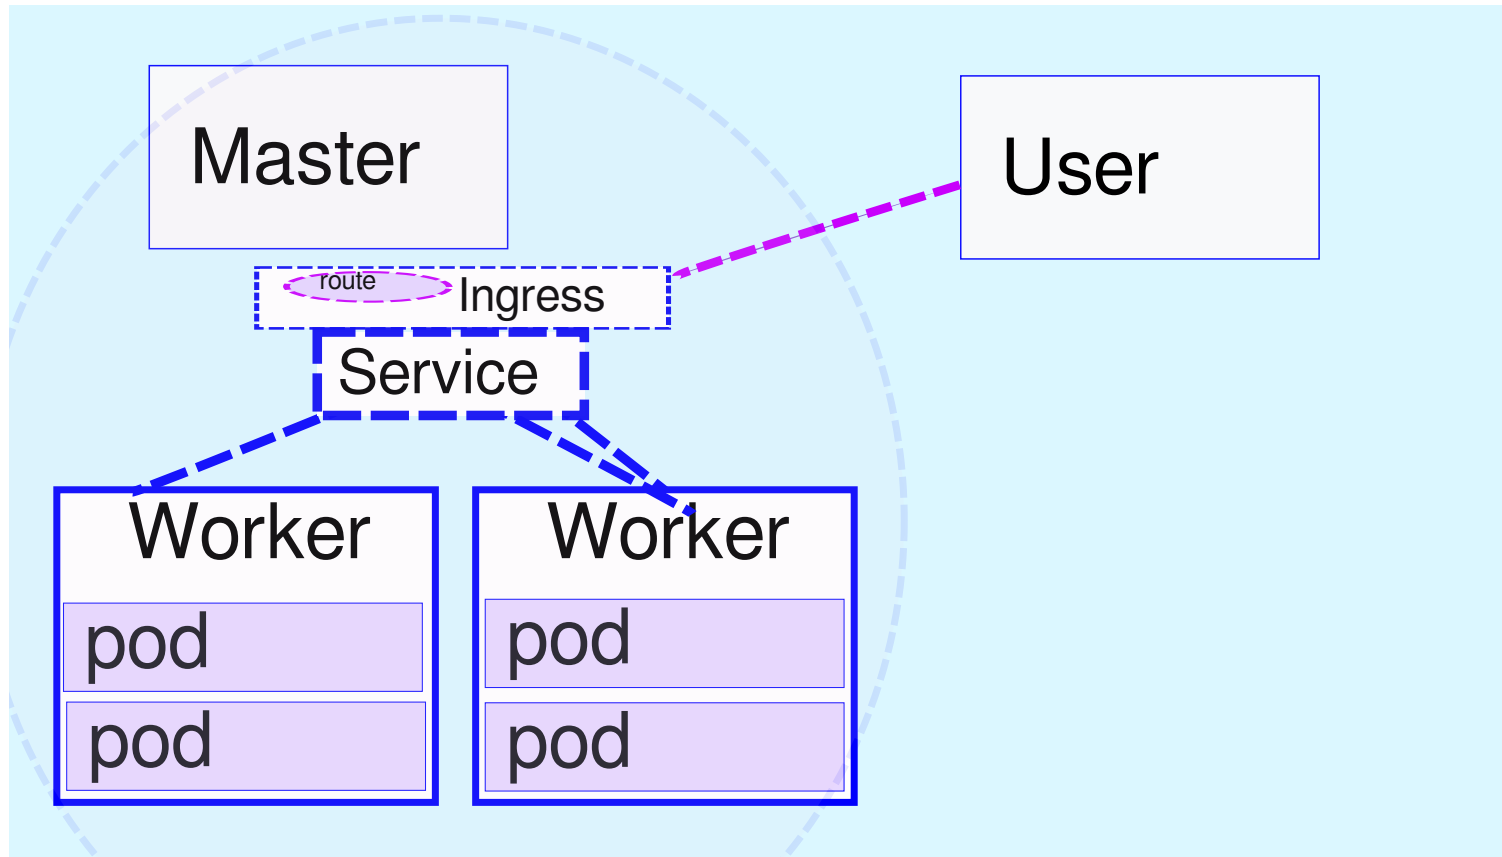 Master
User
route
Ingress
Service
Worker
Worker
pod
pod
pod
pod